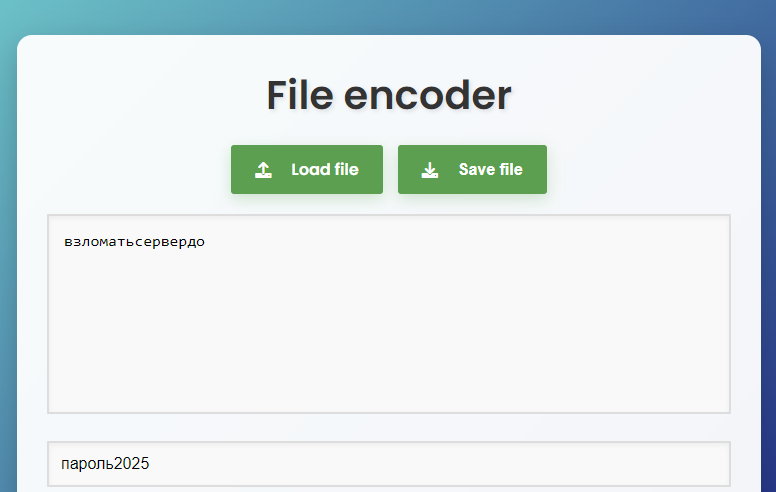 File encoder
Load file
Save file
взломатьсервердо
пароль2025